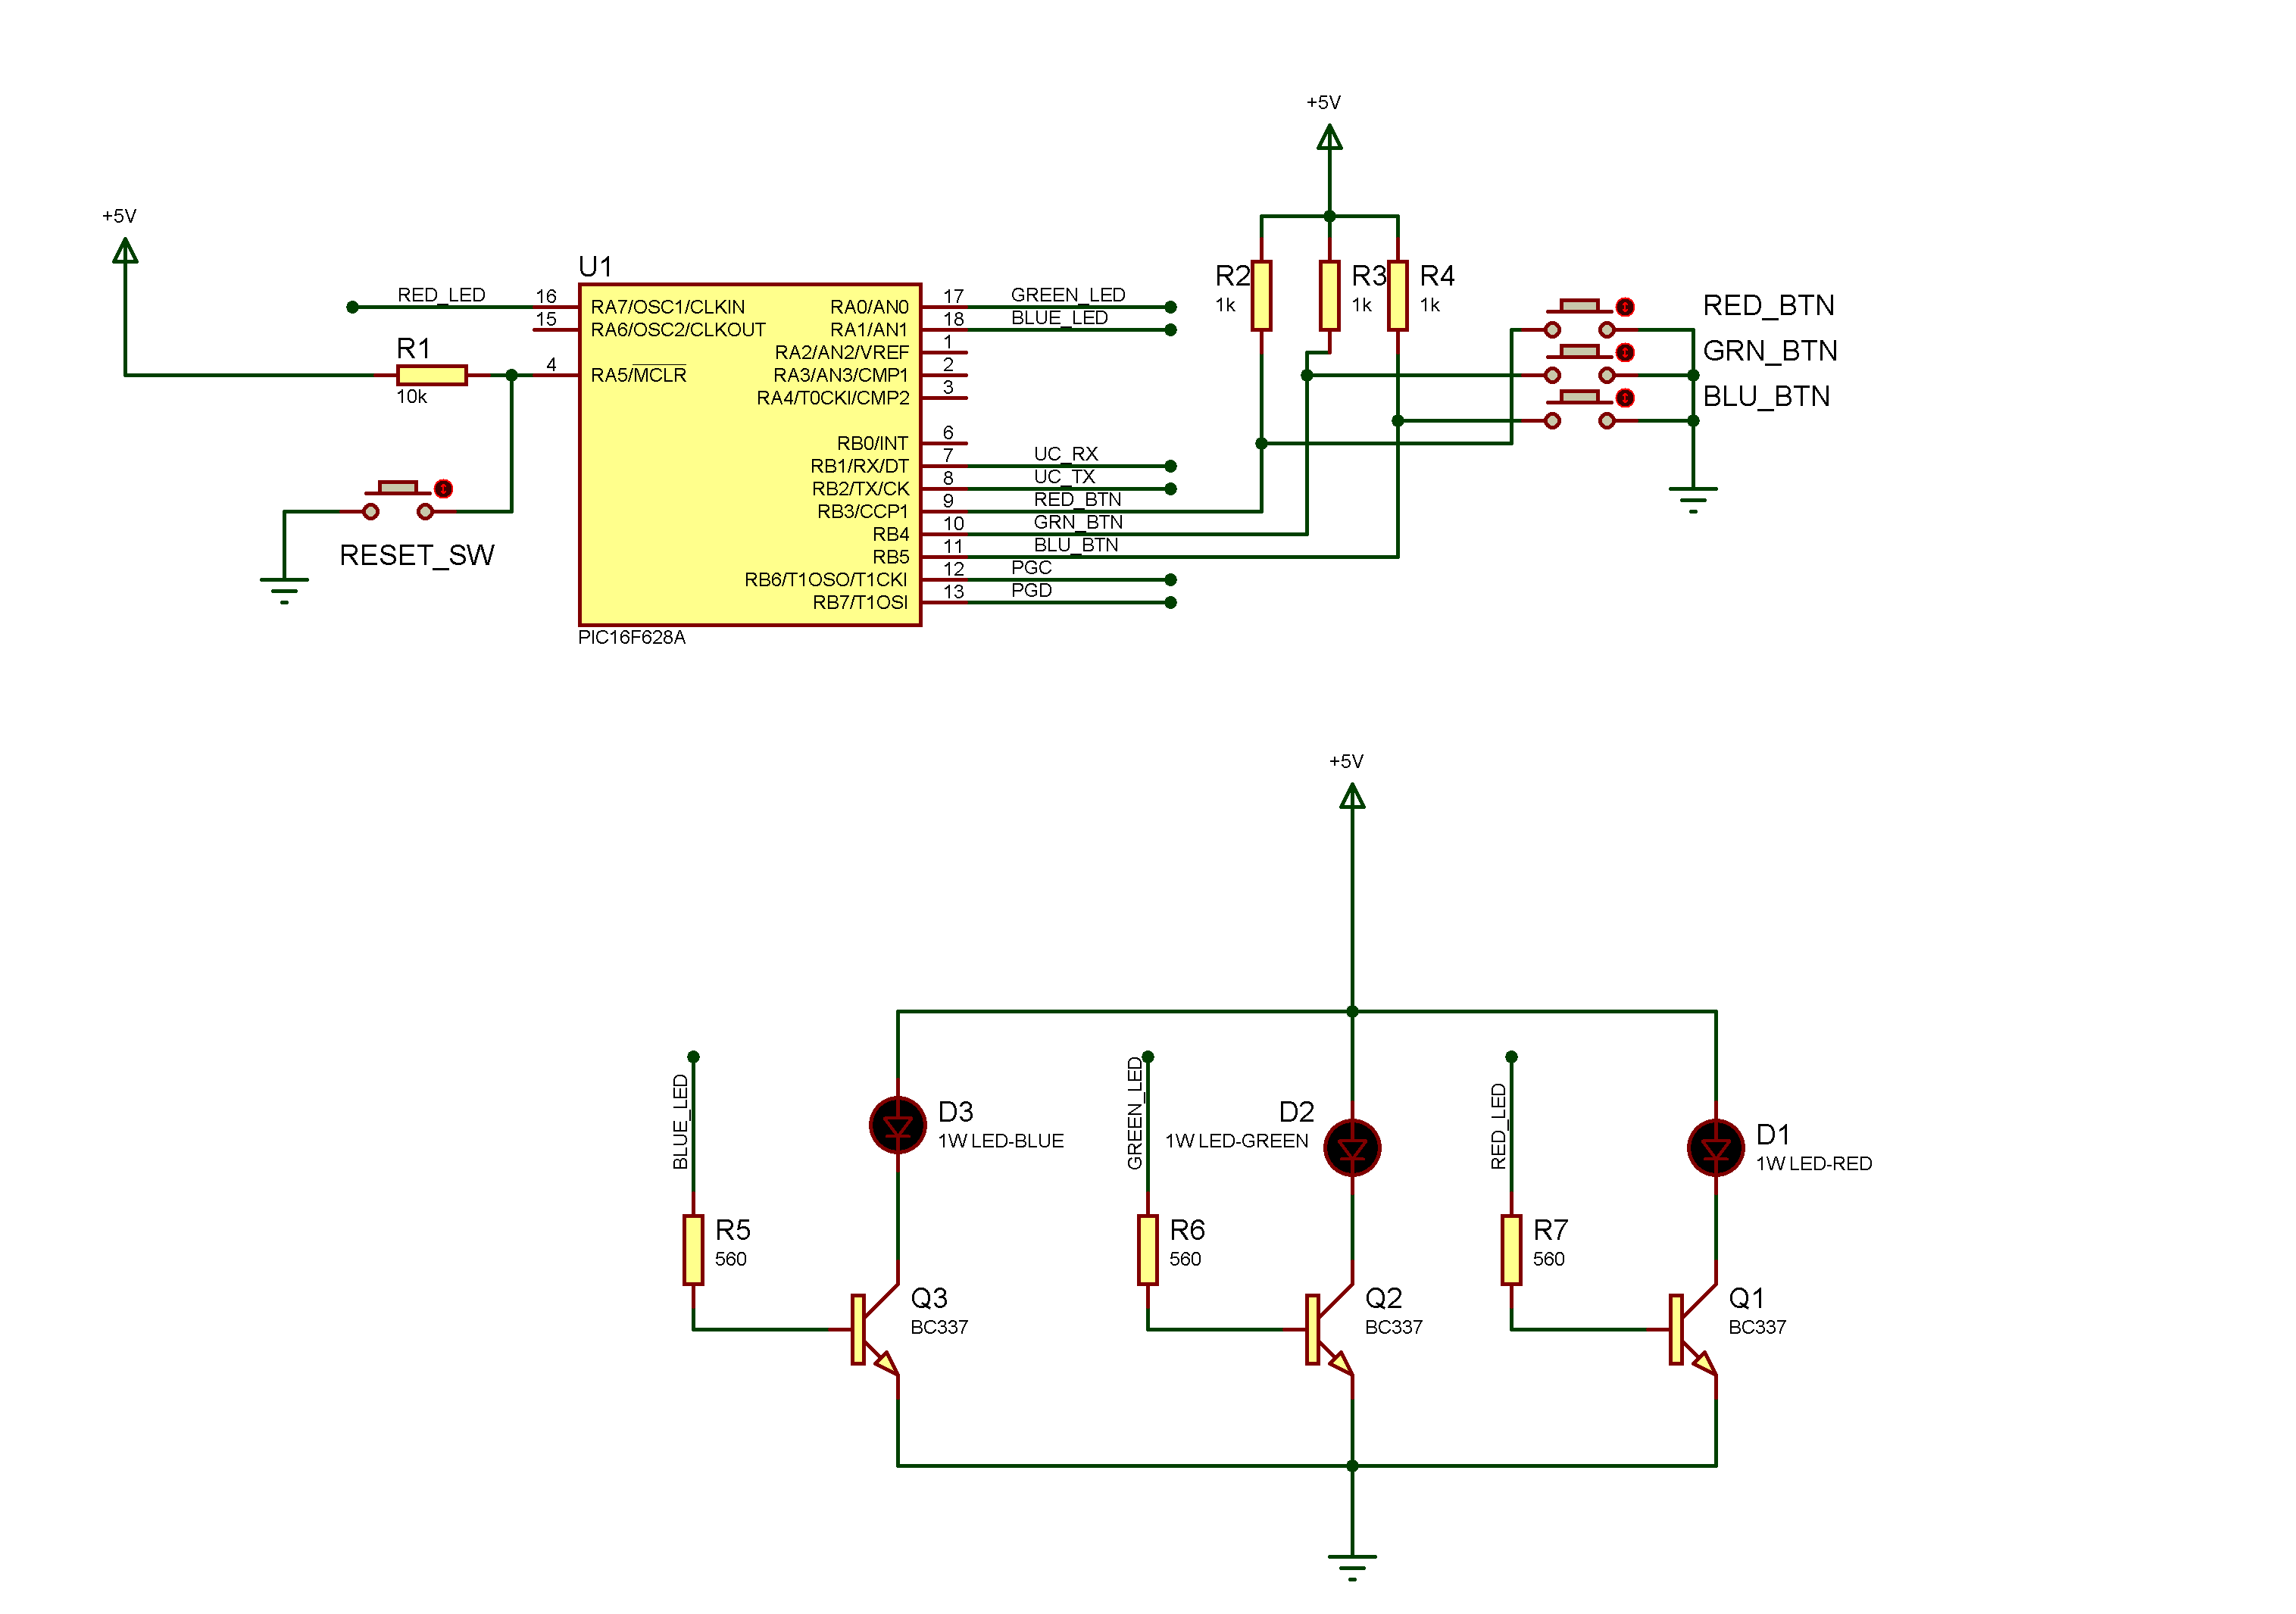 +5V
+5V
U1
RED_LED
16
15
R1
10k
4
RESET_SW
RA7/OSC1/CLKIN
RA6/OSC2/CLKOUT
RA5/MCLR
RA0/AN0
RA1/AN1
RA2/AN2/VREF
RA3/AN3/CMP1
RA4/T0CKI/CMP2
RB0/INT
RB1/RX/DT
RB2/TX/CK
RB3/CCP1
RB4
RB5
RB6/T1OSO/T1CKI
RB7/T1OSI
PIC16F628A
17
GREEN_LED
18
BLUE_LED
1
2
3
6
7
UC_RX
8
UC_TX
9
RED_BTN
10
GRN_BTN
11
BLU_BTN
12
PGC
13
PGD
R2
1k
R3
1k
R4
1k
RED_BTN
GRN_BTN
BLU_BTN
+5V
BLUE_LED
D3
1W LED-BLUE
GREEN_LED
D2
1W LED-GREEN
RED_LED
D1
1W LED-RED
R5
560
R6
560
R7
560
Q3
BC337
Q2
BC337
Q1
BC337